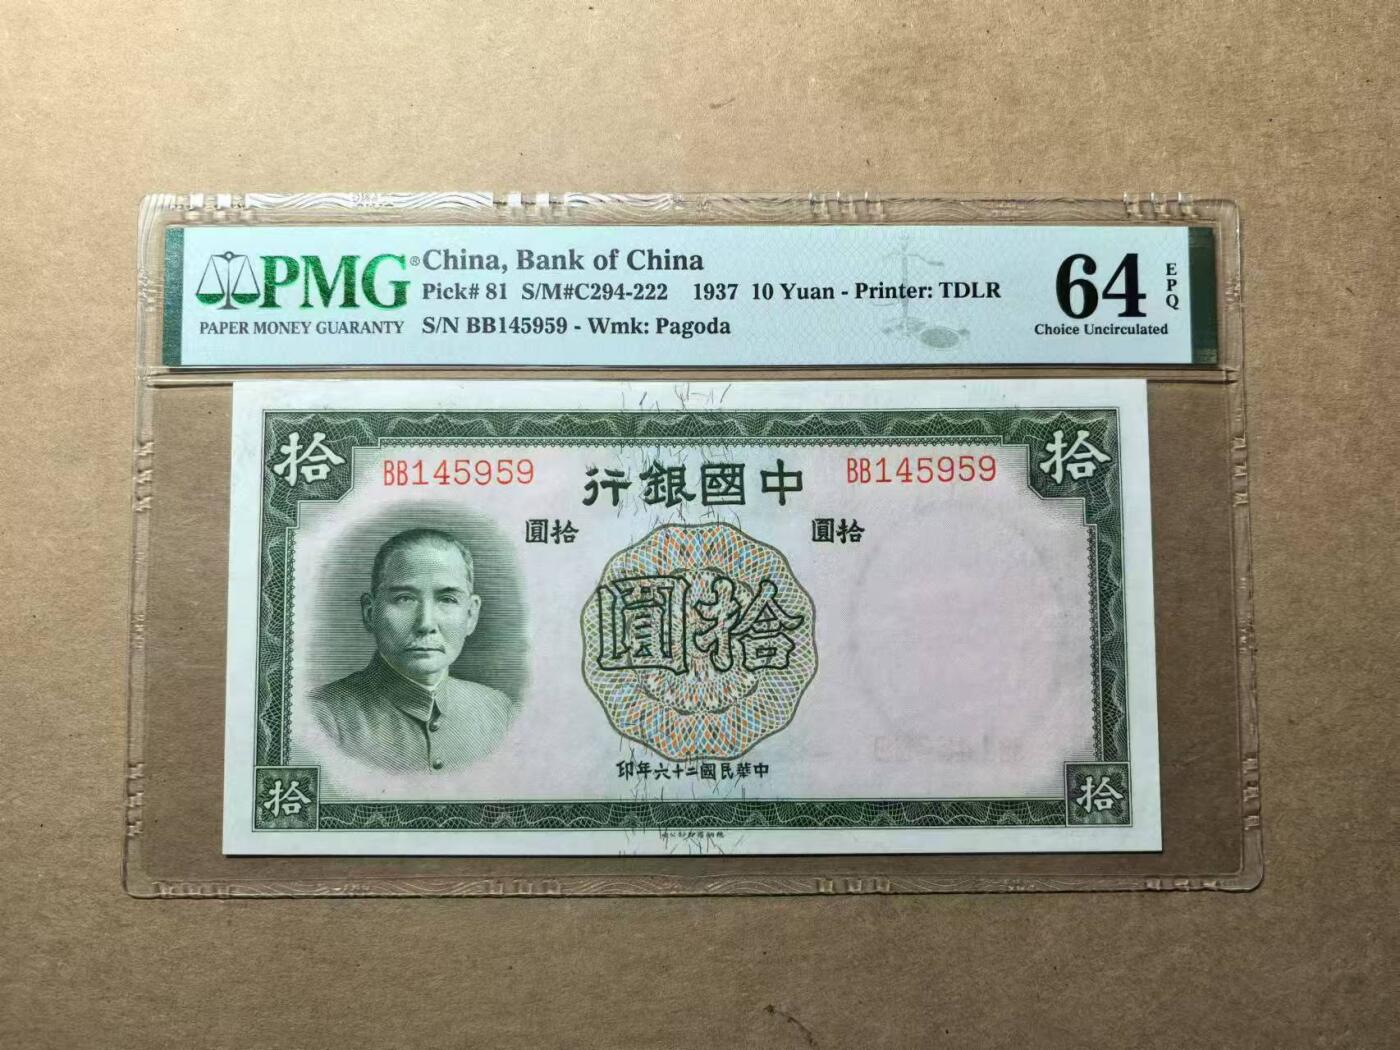 PMG® China, Bank of China
Pick# 81 S/M#C294-222 1937 10 Yuan - Printer: TDLR
PAPER MONEY GUARANTY S/N BB145959 - Wmk: Pagoda
64 EPQ
Choice Uncirculated
拾 拾
BB145959 行銀國中 BB145959
圓拾 圓拾
圓拾
印年六十二國民華中
拾 拾